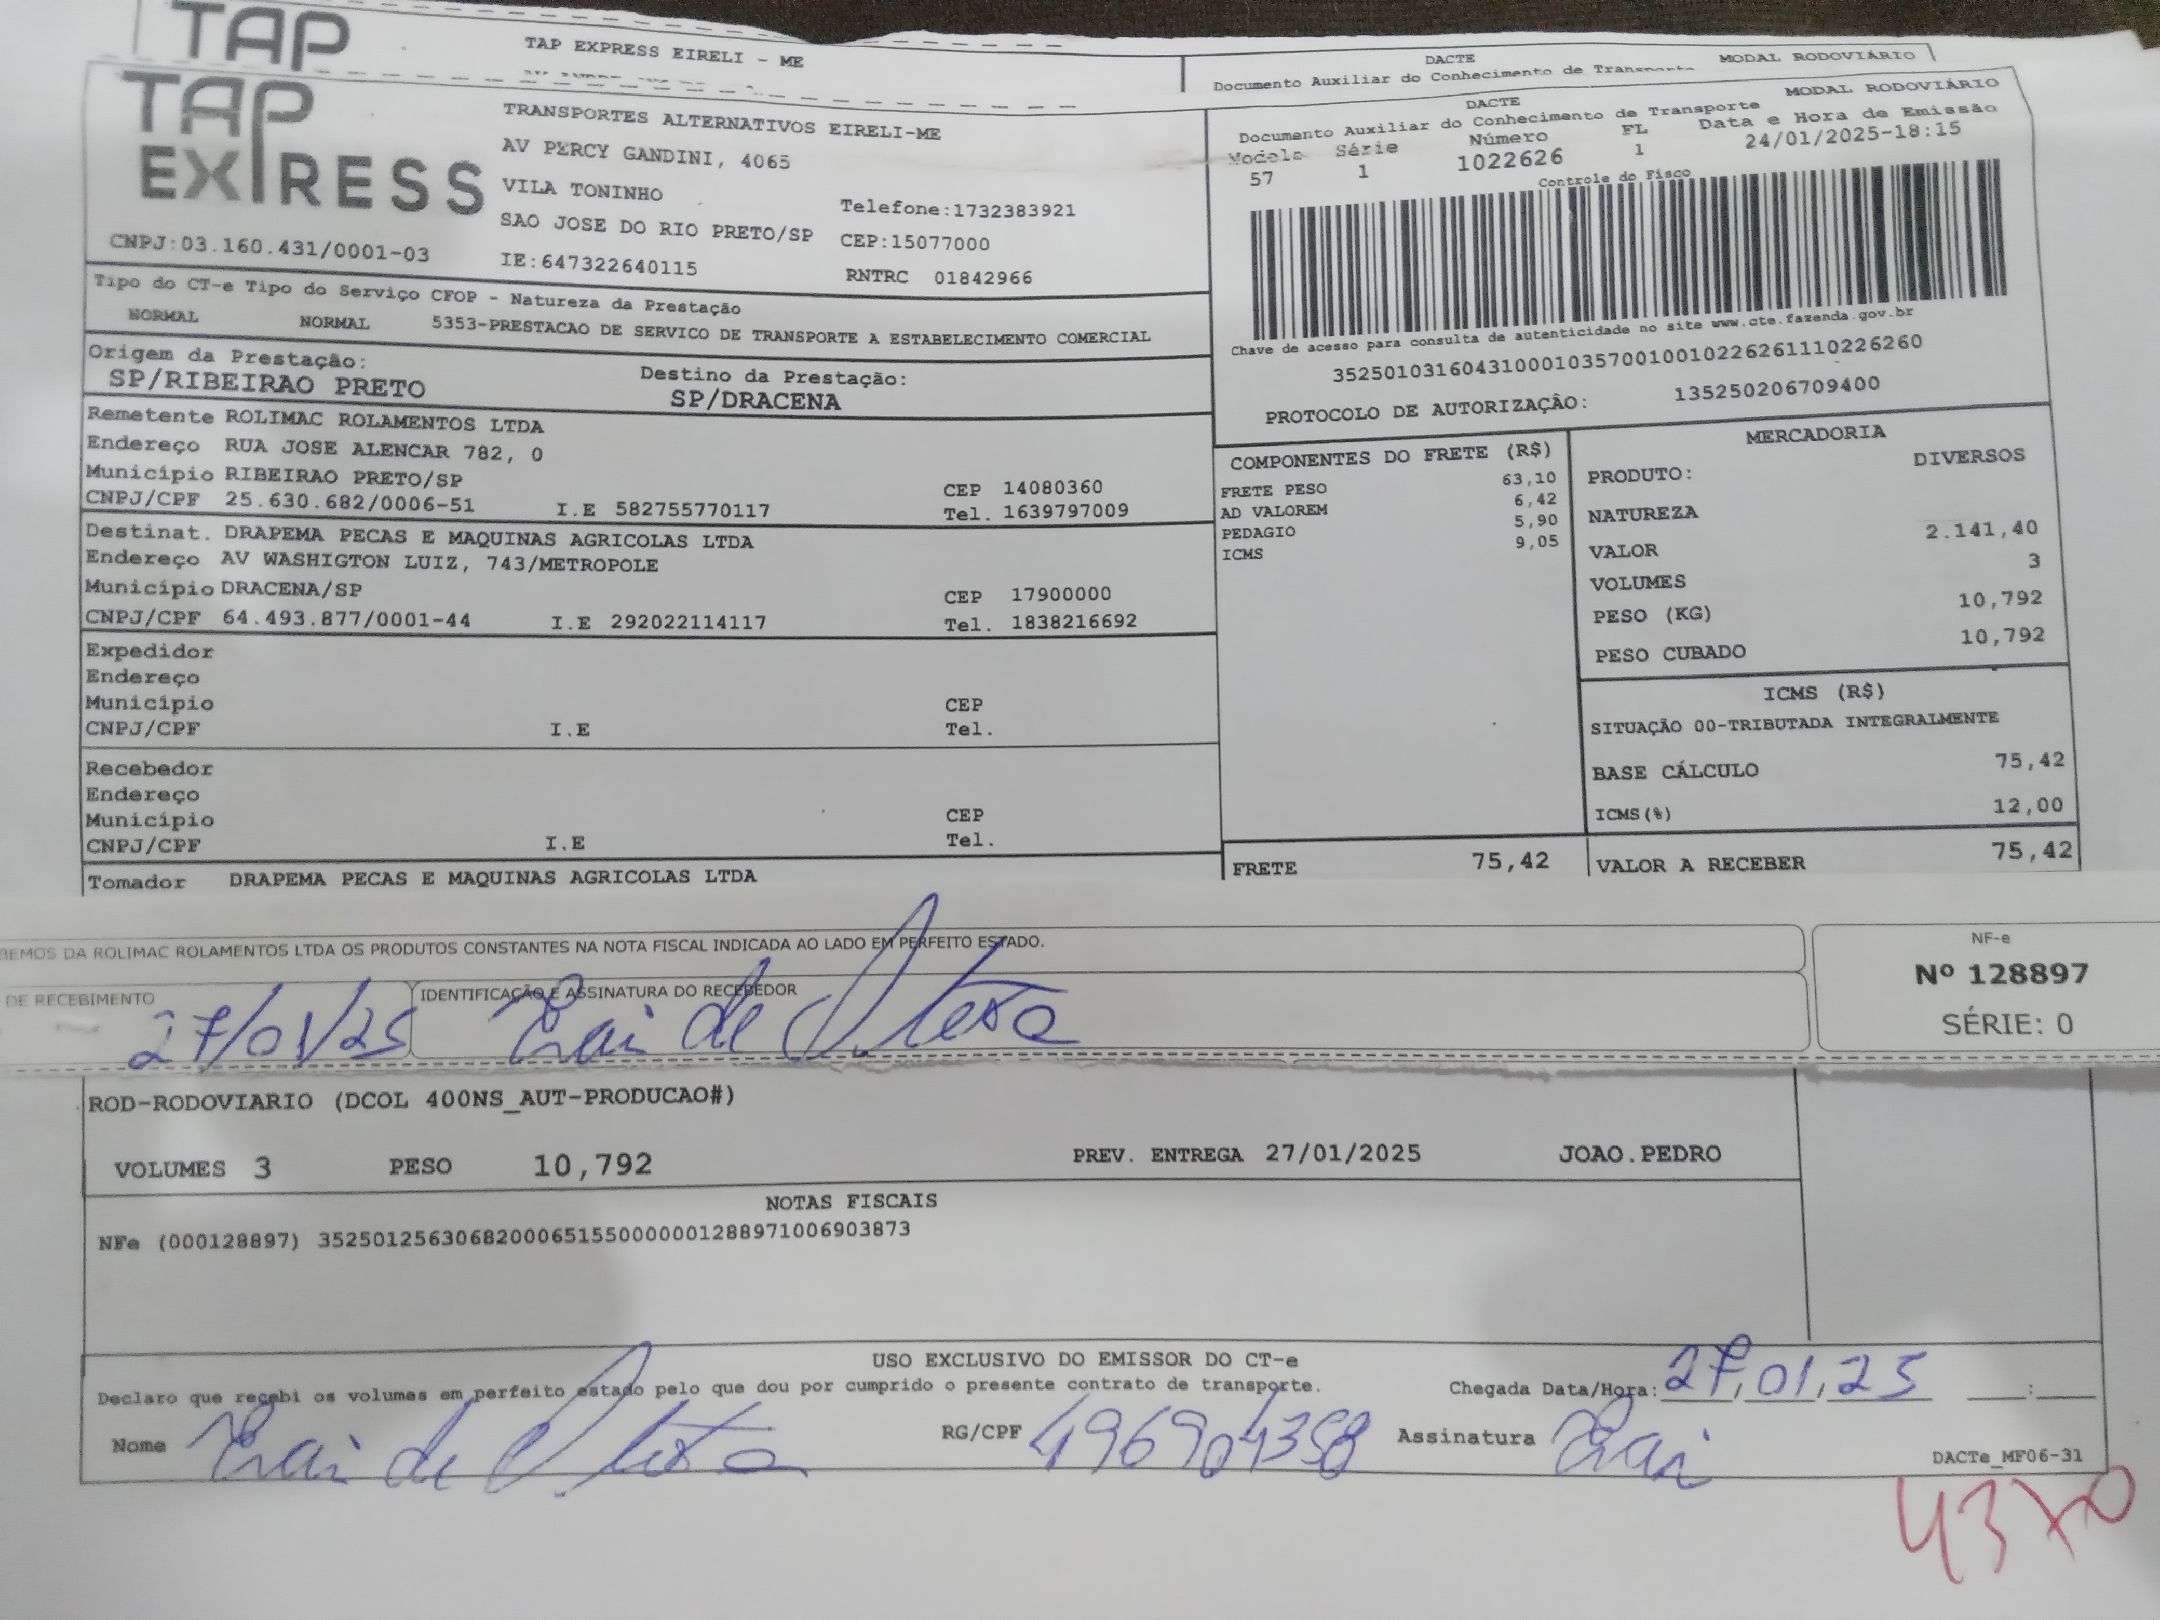 TAP
TAP EXPRESS EIRELI - ME
DACTE
MODAL RODOVIÁRIO
Documento Auxiliar do Conhecimento de Transporte
TAP
EXPRESS
TRANSPORTES ALTERNATIVOS EIRELI-ME
AV PERCY GANDINI, 4065
VILA TONINHO
Telefone:1732383921
SAO JOSE DO RIO PRETO/SP CEP:15077000
CNPJ:03.160.431/0001-03
IE:647322640115
RNTRC 01842966
DACTE
MODAL RODOVIÁRIO
Documento Auxiliar do Conhecimento de Transporte
Modelo Série Número FL Data e Hora de Emissão
57 1 1022626 1 24/01/2025-18:15
Controle do Fisco
Chave de acesso para consulta de autenticidade no site www.cte.fazenda.gov.br
35250103160431000103570010010226261110226260
PROTOCOLO DE AUTORIZAÇÃO: 135250206709400
Tipo do CT-e Tipo do Serviço CFOP - Natureza da Prestação
NORMAL NORMAL 5353-PRESTACAO DE SERVICO DE TRANSPORTE A ESTABELECIMENTO COMERCIAL
Origem da Prestação: Destino da Prestação:
SP/RIBEIRAO PRETO SP/DRACENA
Remetente ROLIMAC ROLAMENTOS LTDA
Endereço RUA JOSE ALENCAR 782, 0
Município RIBEIRAO PRETO/SP CEP 14080360
CNPJ/CPF 25.630.682/0006-51 I.E 582755770117 Tel. 1639797009
Destinat. DRAPEMA PECAS E MAQUINAS AGRICOLAS LTDA
Endereço AV WASHIGTON LUIZ, 743/METROPOLE
Município DRACENA/SP CEP 17900000
CNPJ/CPF 64.493.877/0001-44 I.E 292022114117 Tel. 1838216692
Expedidor
Endereço
Município CEP
CNPJ/CPF I.E Tel.
Recebedor
Endereço
Município CEP
CNPJ/CPF I.E Tel.
Tomador DRAPEMA PECAS E MAQUINAS AGRICOLAS LTDA
COMPONENTES DO FRETE (R$)
FRETE PESO 63,10
AD VALOREM 6,42
PEDAGIO 5,90
ICMS 9,05
FRETE 75,42
MERCADORIA
PRODUTO: DIVERSOS
NATUREZA
VALOR 2.141,40
VOLUMES 3
PESO (KG) 10,792
PESO CUBADO 10,792
ICMS (R$)
SITUAÇÃO 00-TRIBUTADA INTEGRALMENTE
BASE CÁLCULO 75,42
ICMS(%) 12,00
VALOR A RECEBER 75,42
BEMOS DA ROLIMAC ROLAMENTOS LTDA OS PRODUTOS CONSTANTES NA NOTA FISCAL INDICADA AO LADO EM PERFEITO ESTADO.
DE RECEBIMENTO
27/01/25
IDENTIFICAÇÃO E ASSINATURA DO RECEBEDOR
NF-e
Nº 128897
SÉRIE: 0
ROD-RODOVIARIO (DCOL 400NS_AUT-PRODUCAO#)
VOLUMES 3 PESO 10,792 PREV. ENTREGA 27/01/2025 JOAO.PEDRO
NOTAS FISCAIS
NFe (000128897) 35250125630682000651550000001288971006903873
USO EXCLUSIVO DO EMISSOR DO CT-e
Declaro que recebi os volumes em perfeito estado pelo que dou por cumprido o presente contrato de transporte. Chegada Data/Hora: 27,01,25 :
Nome RG/CPF 496904358 Assinatura
DACTe_MF06-31
4370